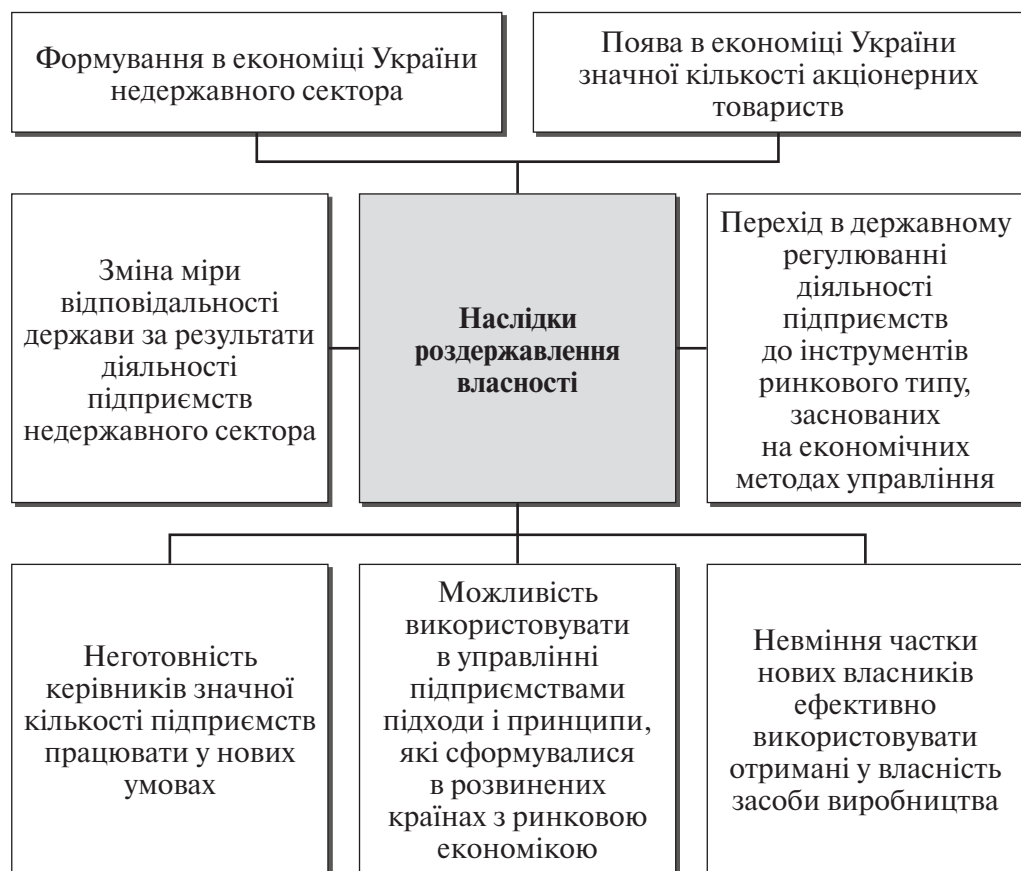 Формування в економіці України
недержавного сектора
Поява в економіці України
значної кількості акціонерних
товариств
Зміна міри
відповідальності
держави за результати
діяльності
підприємств
недержавного сектора
Наслідки
роздержавлення
власності
Перехід в державному
регулюванні
діяльності
підприємств
до інструментів
ринкового типу,
заснованих
на економічних
методах управління
Неготовність
керівників значної
кількості підприємств
працювати у нових
умовах
Можливість
використовувати
в управлінні
підприємствами
підходи і принципи,
які сформувалися
в розвинених
країнах з ринковою
економікою
Невміння частки
нових власників
ефективно
використовувати
отримані у власність
засоби виробництва